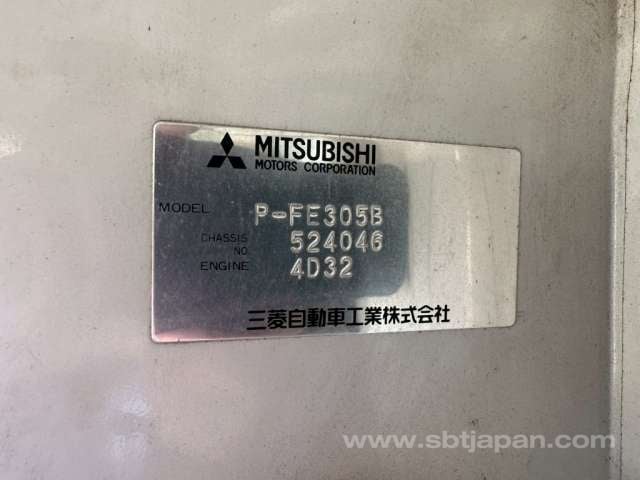 MITSUBISHI
MOTORS CORPORATION
MODEL P-FE305B
CHASSIS NO. 524046
ENGINE 4D32
三菱自動車工業株式会社
www.sbtjapan.com